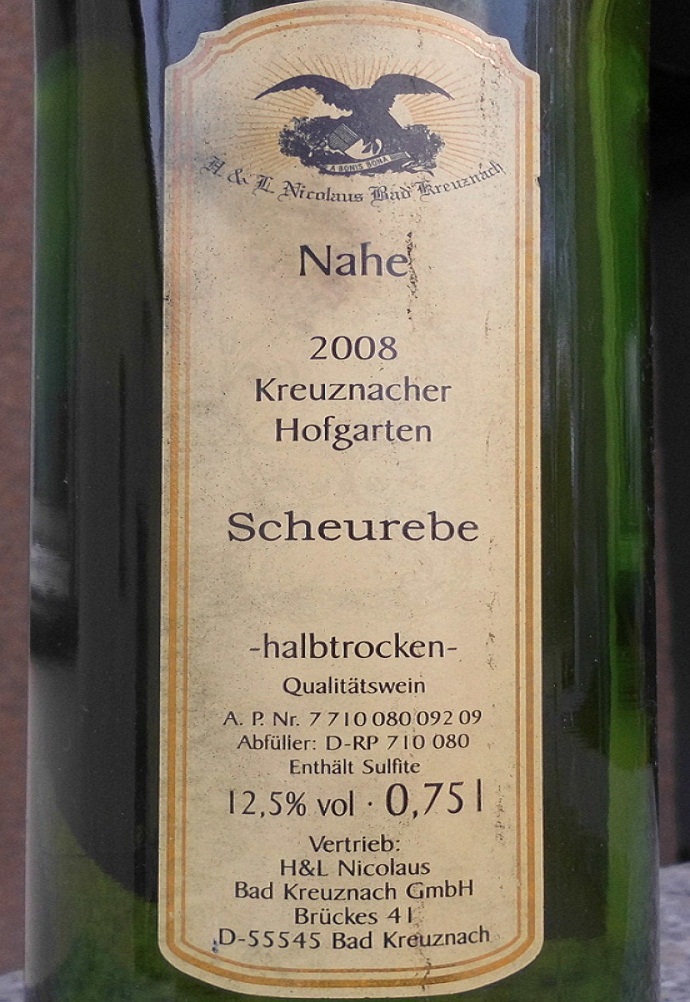 A BONIS BONA
H. & L. Nicolaus Bad Kreuznach
Nahe
2008
Kreuznacher
Hofgarten
Scheurebe
-halbtrocken-
Qualitätswein
A. P. Nr. 7 710 080 092 09
Abfülier: D-RP 710 080
Enthält Sulfite
12,5% vol · 0,75 l
Vertrieb:
H&L Nicolaus
Bad Kreuznach GmbH
Brückes 41
D-55545 Bad Kreuznach